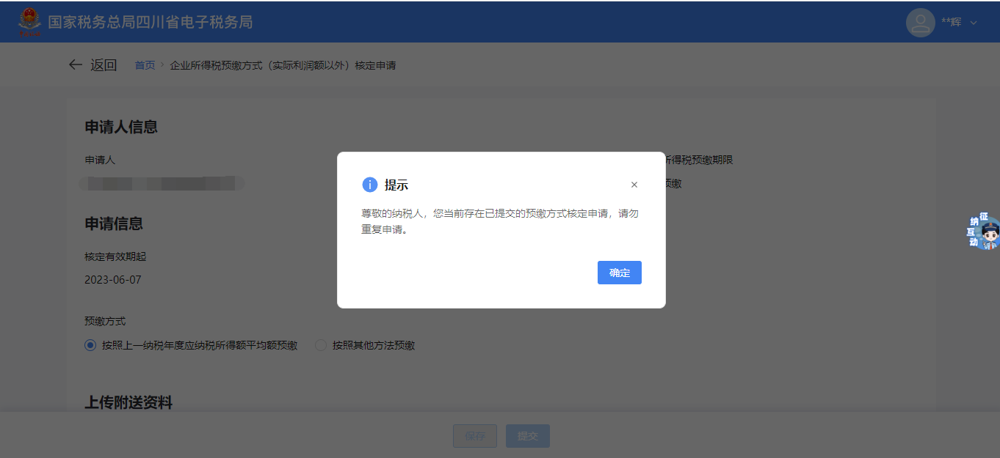 国家税务总局四川省电子税务局
**辉
返回
首页 > 企业所得税预缴方式（实际利润额以外）核定申请
申请人信息
申请人
所得税预缴期限
预缴
提示
尊敬的纳税人，您当前存在已提交的预缴方式核定申请，请勿
重复申请。
确定
申请信息
核定有效期起
2023-06-07
预缴方式
按照上一纳税年度应纳税所得额平均额预缴
按照其他方法预缴
上传附送资料
保存
提交
征纳互动